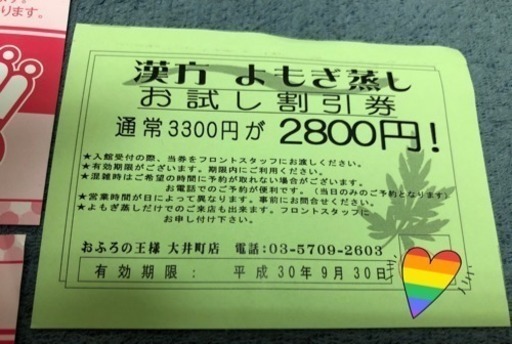 ます。
ります。
漢方 よもぎ蒸し
お試し割引券
通常3300円が 2800円!
★入館受付の際、当券をフロントスタッフにお渡しください。
★有効期限がございます。期限内にご利用ください。
★混雑時はご希望の時間に予約が取れない場合がございます。
お電話でのご予約が便利です。(当日のみのご予約となります)
★営業時間が日によって異なります。事前にお問合せください。
★よもぎ蒸しだけでのご来店も出来ます。フロントスタッフに
お申し付け下さい。
おふろの王様 大井町店 電話:03-5709-2603
有効期限: 平成30年9月30日